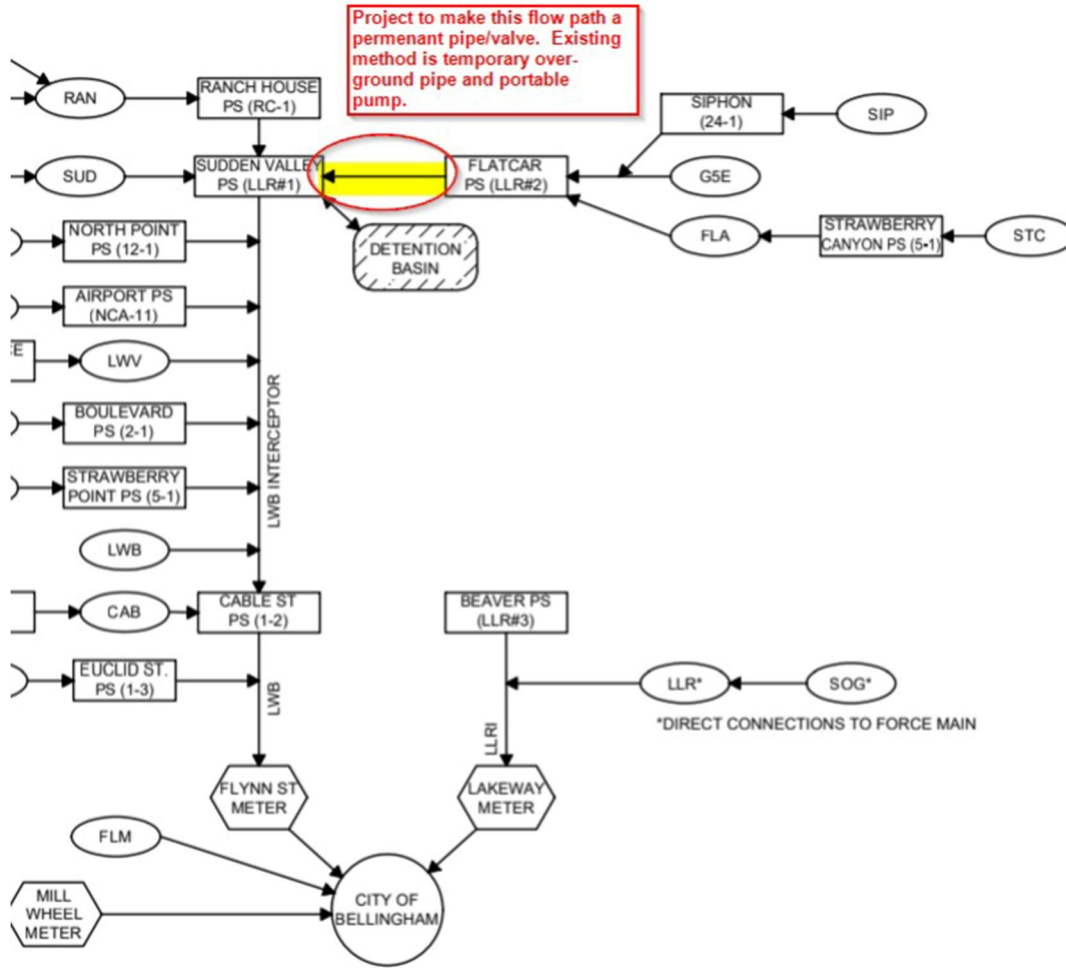 Project to make this flow path a
permenant pipe/valve.  Existing
method is temporary over-
ground pipe and portable
pump.
RAN
RANCH HOUSE
PS (RC-1)
SIPHON
(24-1)
SIP
SUD
SUDDEN VALLEY
PS (LLR#1)
FLATCAR
PS (LLR#2)
G5E
NORTH POINT
PS (12-1)
DETENTION
BASIN
FLA
STRAWBERRY
CANYON PS (5-1)
STC
AIRPORT PS
(NCA-11)
LWV
BOULEVARD
PS (2-1)
LWB INTERCEPTOR
STRAWBERRY
POINT PS (5-1)
LWB
CAB
CABLE ST
PS (1-2)
BEAVER PS
(LLR#3)
EUCLID ST.
PS (1-3)
LWB
LLR*
SOG*
*DIRECT CONNECTIONS TO FORCE MAIN
LLRI
FLYNN ST
METER
LAKEWAY
METER
FLM
CITY OF
BELLINGHAM
MILL
WHEEL
METER